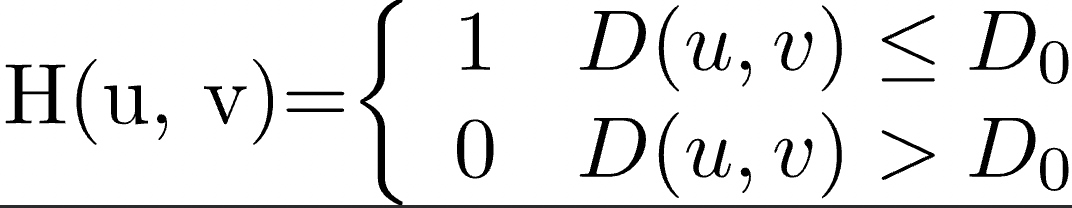 H(u, v)={ 1 D(u, v) ≤ D₀
0 D(u, v) > D₀